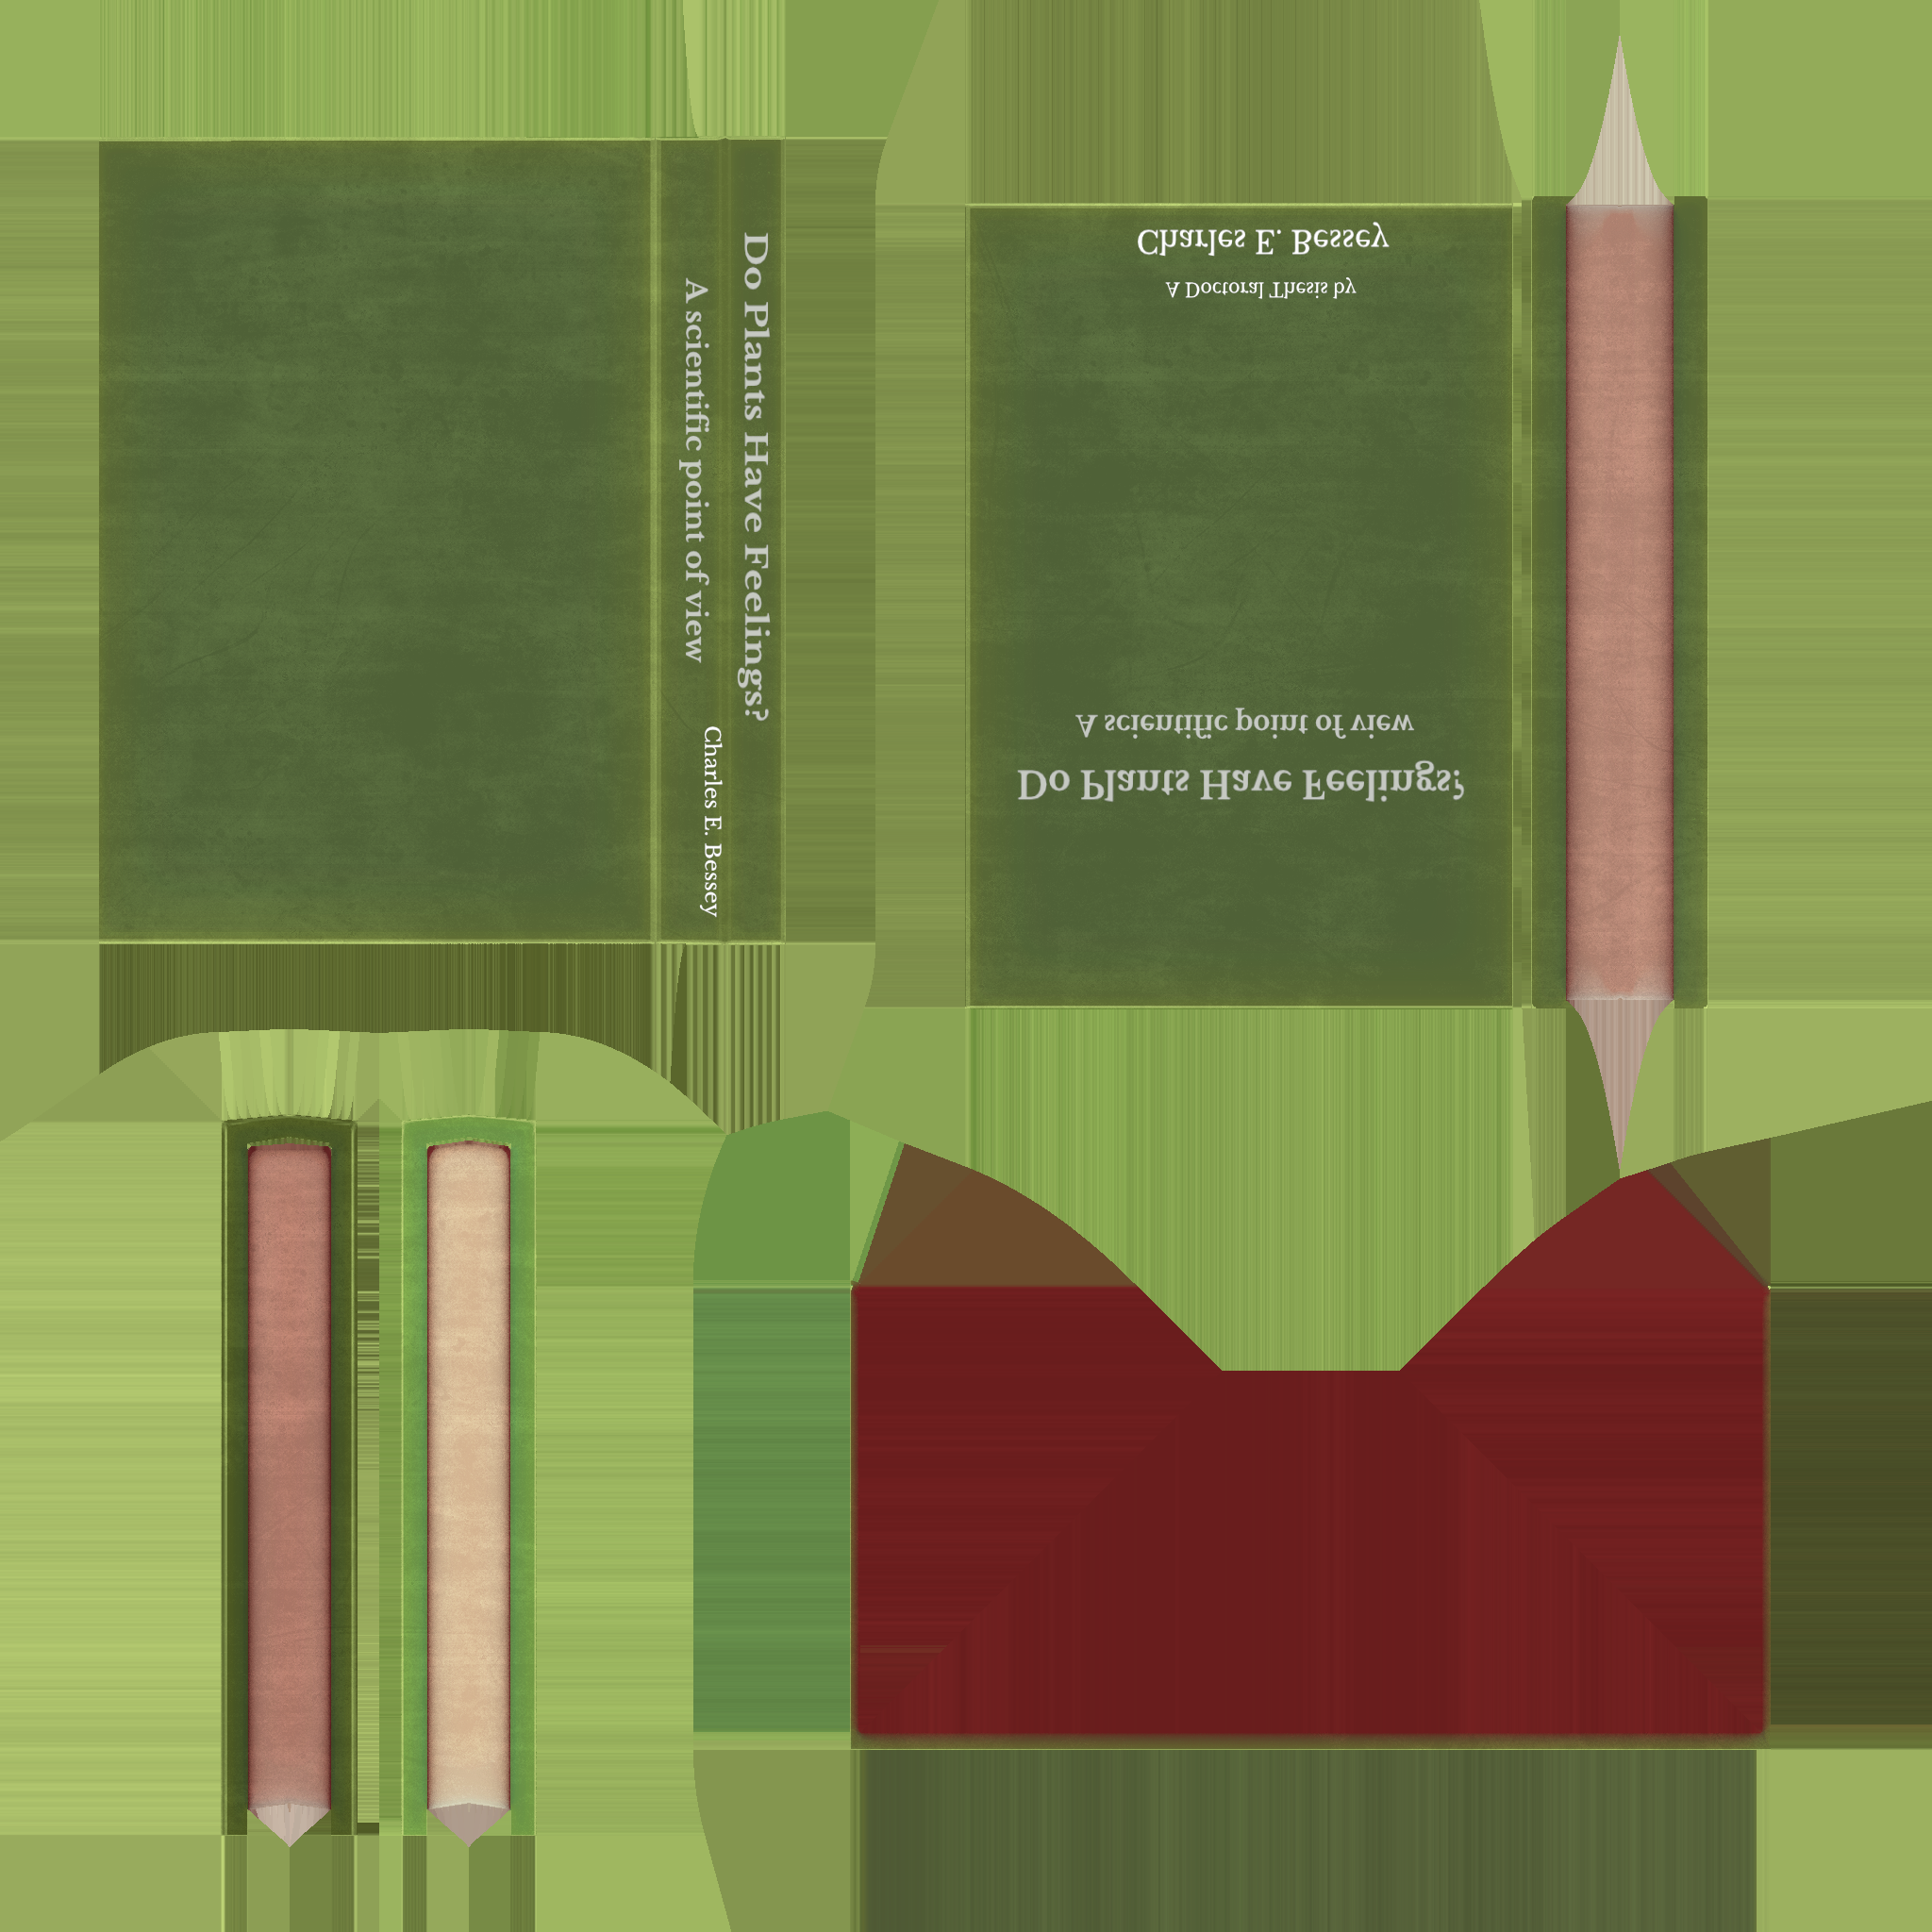 Do Plants Have Feelings?
A scientific point of view
Charles E. Bessey
Do Plants Have Feelings?
A scientific point of view
A Doctoral Thesis by
Charles E. Bessey